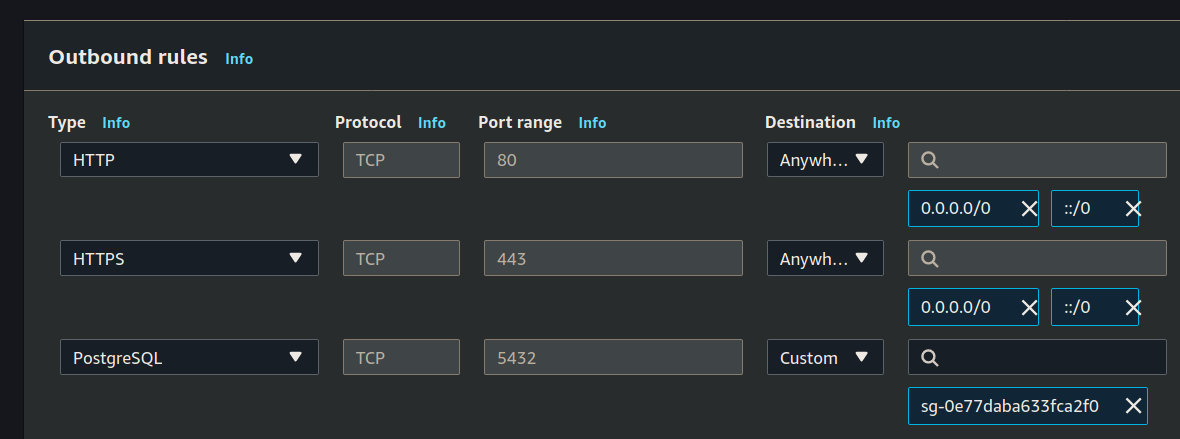 Outbound rules Info
Type Info Protocol Info Port range Info Destination Info
HTTP TCP 80 Anywh...
0.0.0.0/0 ::/0
HTTPS TCP 443 Anywh...
0.0.0.0/0 ::/0
PostgreSQL TCP 5432 Custom
sg-0e77daba633fca2f0